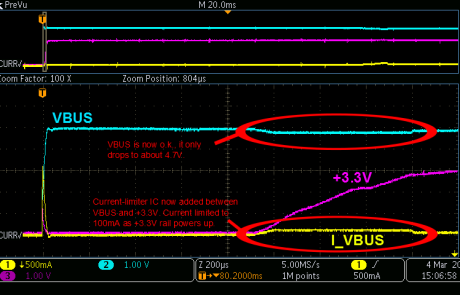 PreVu
M 20.0ms
T
CURR
Zoom Factor: 100 X
Zoom Position: 804µs
T
VBUS
VBUS is now o.k., it only
drops to about 4.7V
+3.3V
Current-limiter IC now added between
VBUS and +3.3V Current limited to
100mA as +3.3V rail powers up.
CURR
I_VBUS
1 500mA
2 1.00 V
Z 200µs
5.00MS/s
1
3 1.00 V
T→▼80.2000ms
1M points
500mA
4 Mar 20
15:06:58